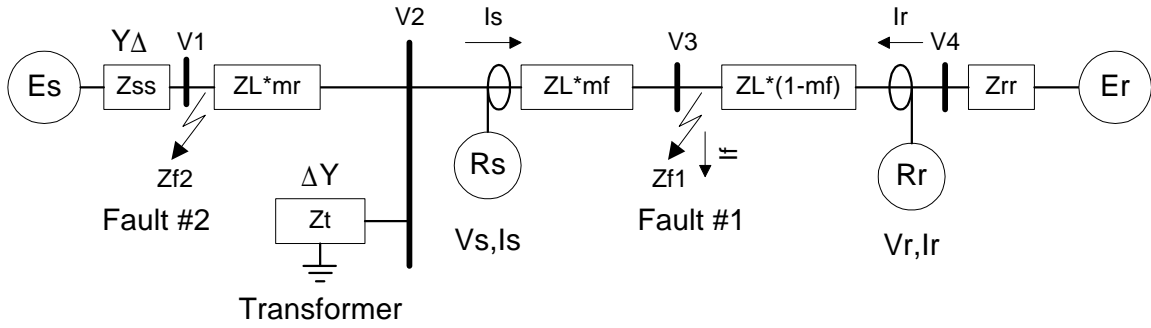 V2
Is
Ir
YΔ
V1
V3
V4
Es
Zss
ZL*mr
ZL*mf
ZL*(1-mf)
Zrr
Er
Rs
Rr
If
Zf2
Zf1
ΔY
Fault #2
Zt
Fault #1
Vs,Is
Vr,Ir
Transformer